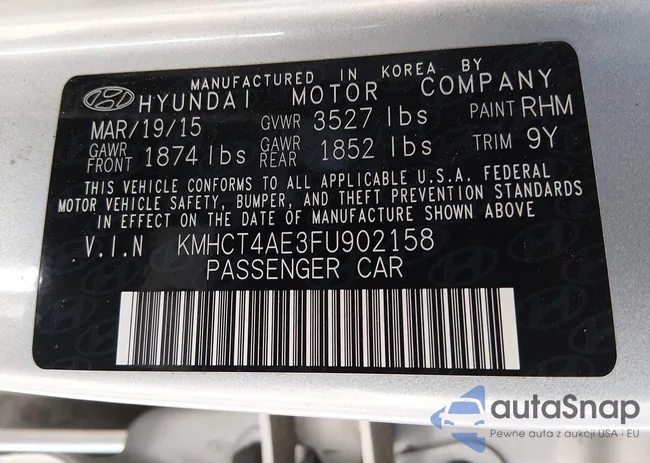 MANUFACTURED IN KOREA BY
HYUNDAI MOTOR COMPANY
MAR/19/15 GVWR 3527 lbs PAINT RHM
GAWR FRONT 1874 lbs GAWR REAR 1852 lbs TRIM 9Y
THIS VEHICLE CONFORMS TO ALL APPLICABLE U.S.A. FEDERAL
MOTOR VEHICLE SAFETY, BUMPER, AND THEFT PREVENTION STANDARDS
IN EFFECT ON THE DATE OF MANUFACTURE SHOWN ABOVE
V.I.N KMHCT4AE3FU902158
PASSENGER CAR
autaSnap
Pewne auta z aukcji USA i EU